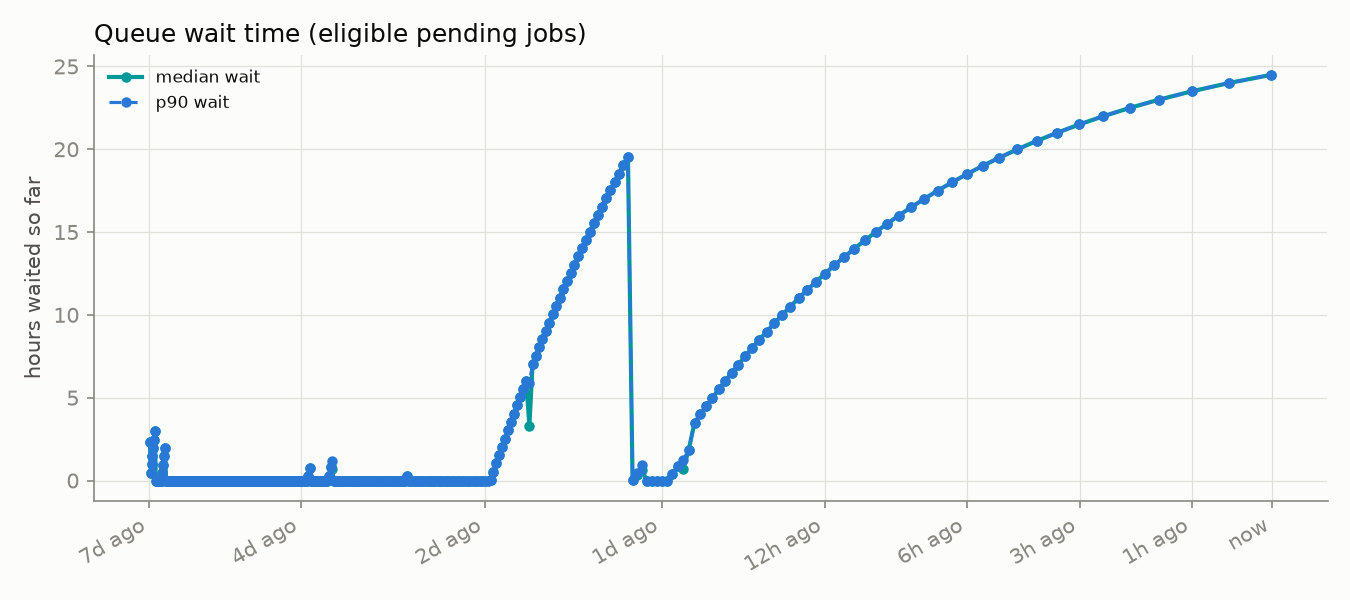 Queue wait time (eligible pending jobs)
median wait
p90 wait
hours waited so far
25
20
15
10
5
0
7d ago
4d ago
2d ago
1d ago
12h ago
6h ago
3h ago
1h ago
now